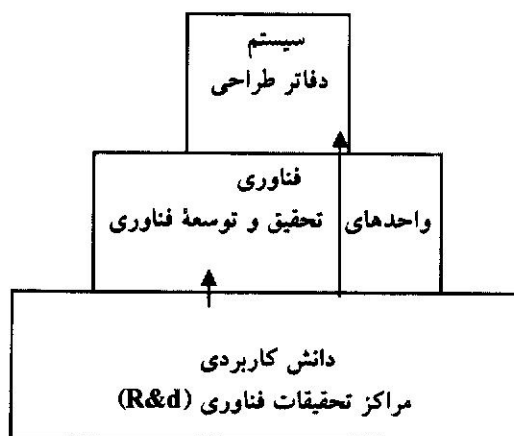 سیستم
دفاتر طراحی
فناوری
واحدهای تحقیق و توسعهٔ فناوری
دانش کاربردی
مراکز تحقیقات فناوری (R&d)